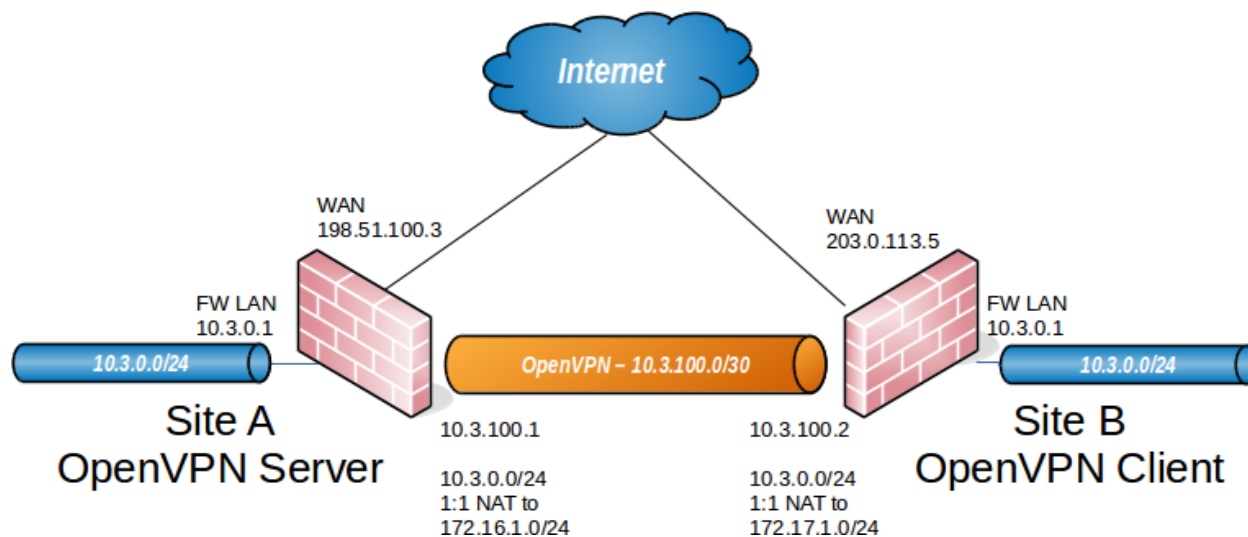 Internet
WAN
198.51.100.3
WAN
203.0.113.5
FW LAN
10.3.0.1
FW LAN
10.3.0.1
10.3.0.0/24
OpenVPN – 10.3.100.0/30
10.3.0.0/24
Site A
OpenVPN Server
Site B
OpenVPN Client
10.3.100.1
10.3.0.0/24
1:1 NAT to
172.16.1.0/24
10.3.100.2
10.3.0.0/24
1:1 NAT to
172.17.1.0/24